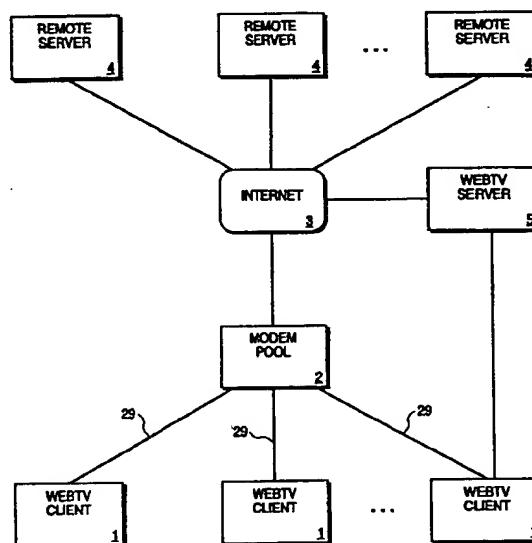 REMOTE SERVER
4
REMOTE SERVER
4
...
REMOTE SERVER
4
INTERNET
3
WEBTV SERVER
5
MODEM POOL
2
29
29
29
WEBTV CLIENT
1
WEBTV CLIENT
1
...
WEBTV CLIENT